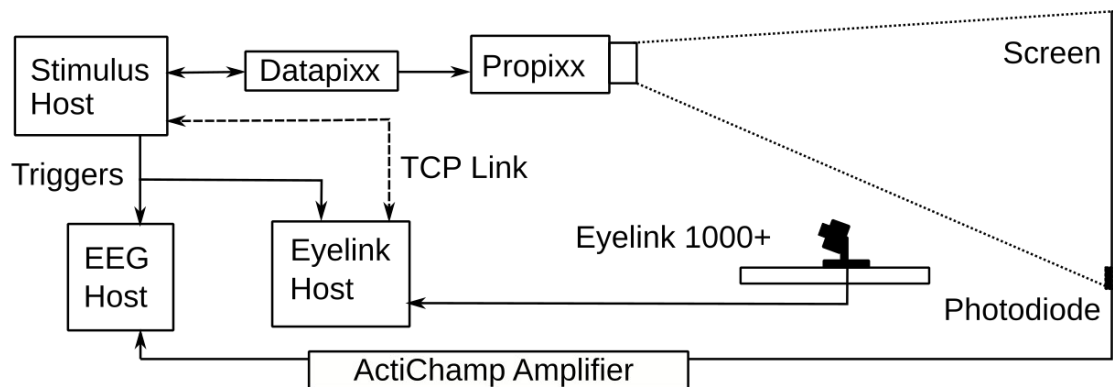 Stimulus
Host
Datapixx
Propixx
Screen
Triggers
TCP Link
EEG
Host
Eyelink
Host
Eyelink 1000+
Photodiode
ActiChamp Amplifier